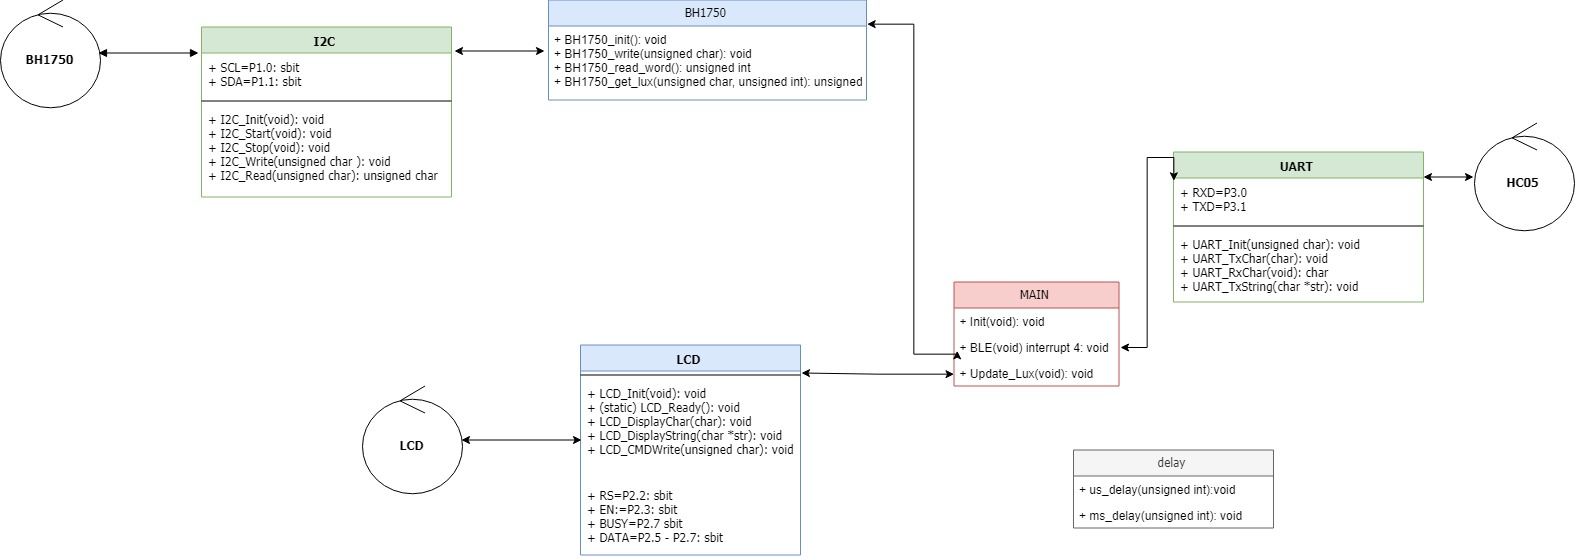 BH1750
I2C
+ SCL=P1.0: sbit
+ SDA=P1.1: sbit
+ I2C_Init(void): void
+ I2C_Start(void): void
+ I2C_Stop(void): void
+ I2C_Write(unsigned char ): void
+ I2C_Read(unsigned char): unsigned char
BH1750
+ BH1750_init(): void
+ BH1750_write(unsigned char): void
+ BH1750_read_word(): unsigned int
+ BH1750_get_lux(unsigned char, unsigned int): unsigned
UART
+ RXD=P3.0
+ TXD=P3.1
+ UART_Init(unsigned char): void
+ UART_TxChar(char): void
+ UART_RxChar(void): char
+ UART_TxString(char *str): void
HC05
MAIN
+ Init(void): void
+ BLE(void) interrupt 4: void
+ Update_Lux(void): void
LCD
LCD
+ LCD_Init(void): void
+ (static) LCD_Ready(): void
+ LCD_DisplayChar(char): void
+ LCD_DisplayString(char *str): void
+ LCD_CMDWrite(unsigned char): void
+ RS=P2.2: sbit
+ EN:=P2.3: sbit
+ BUSY=P2.7 sbit
+ DATA=P2.5 - P2.7: sbit
delay
+ us_delay(unsigned int):void
+ ms_delay(unsigned int): void